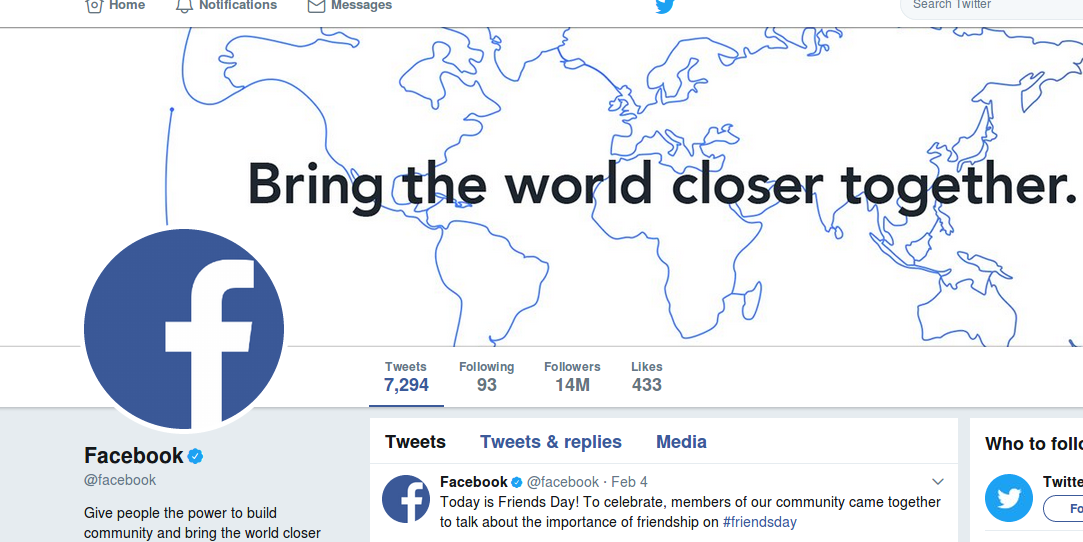 Home Notifications Messages Search Twitter
Bring the world closer together.
Tweets Following Followers Likes
7,294 93 14M 433
Facebook
@facebook
Give people the power to build
community and bring the world closer
Tweets Tweets & replies Media
Facebook @facebook · Feb 4
Today is Friends Day! To celebrate, members of our community came together
to talk about the importance of friendship on #friendsday
Who to follo
Twitte
Fo